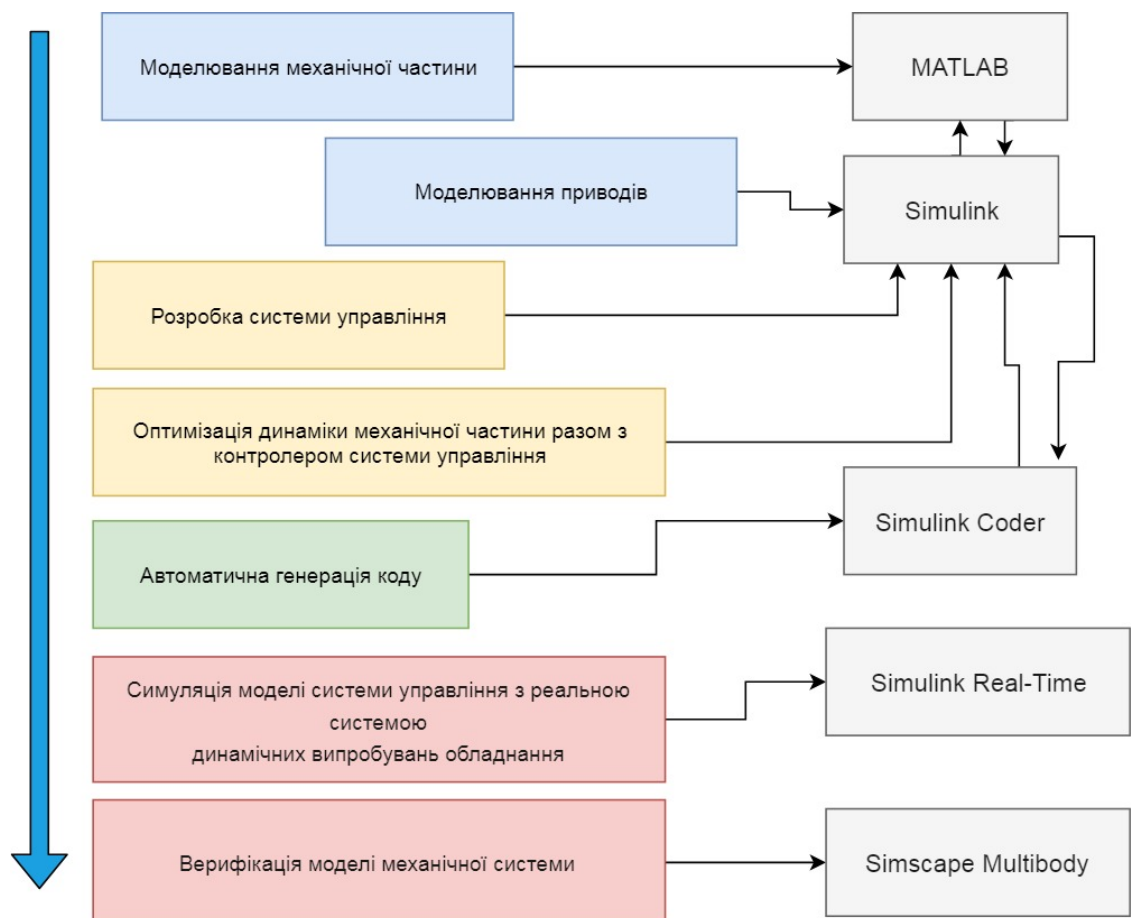 Моделювання механічної частини
MATLAB
Моделювання приводів
Simulink
Розробка системи управління
Оптимізація динаміки механічної частини разом з
контролером системи управління
Simulink Coder
Автоматична генерація коду
Симуляція моделі системи управління з реальною
системою
динамічних випробувань обладнання
Simulink Real-Time
Верифікація моделі механічної системи
Simscape Multibody